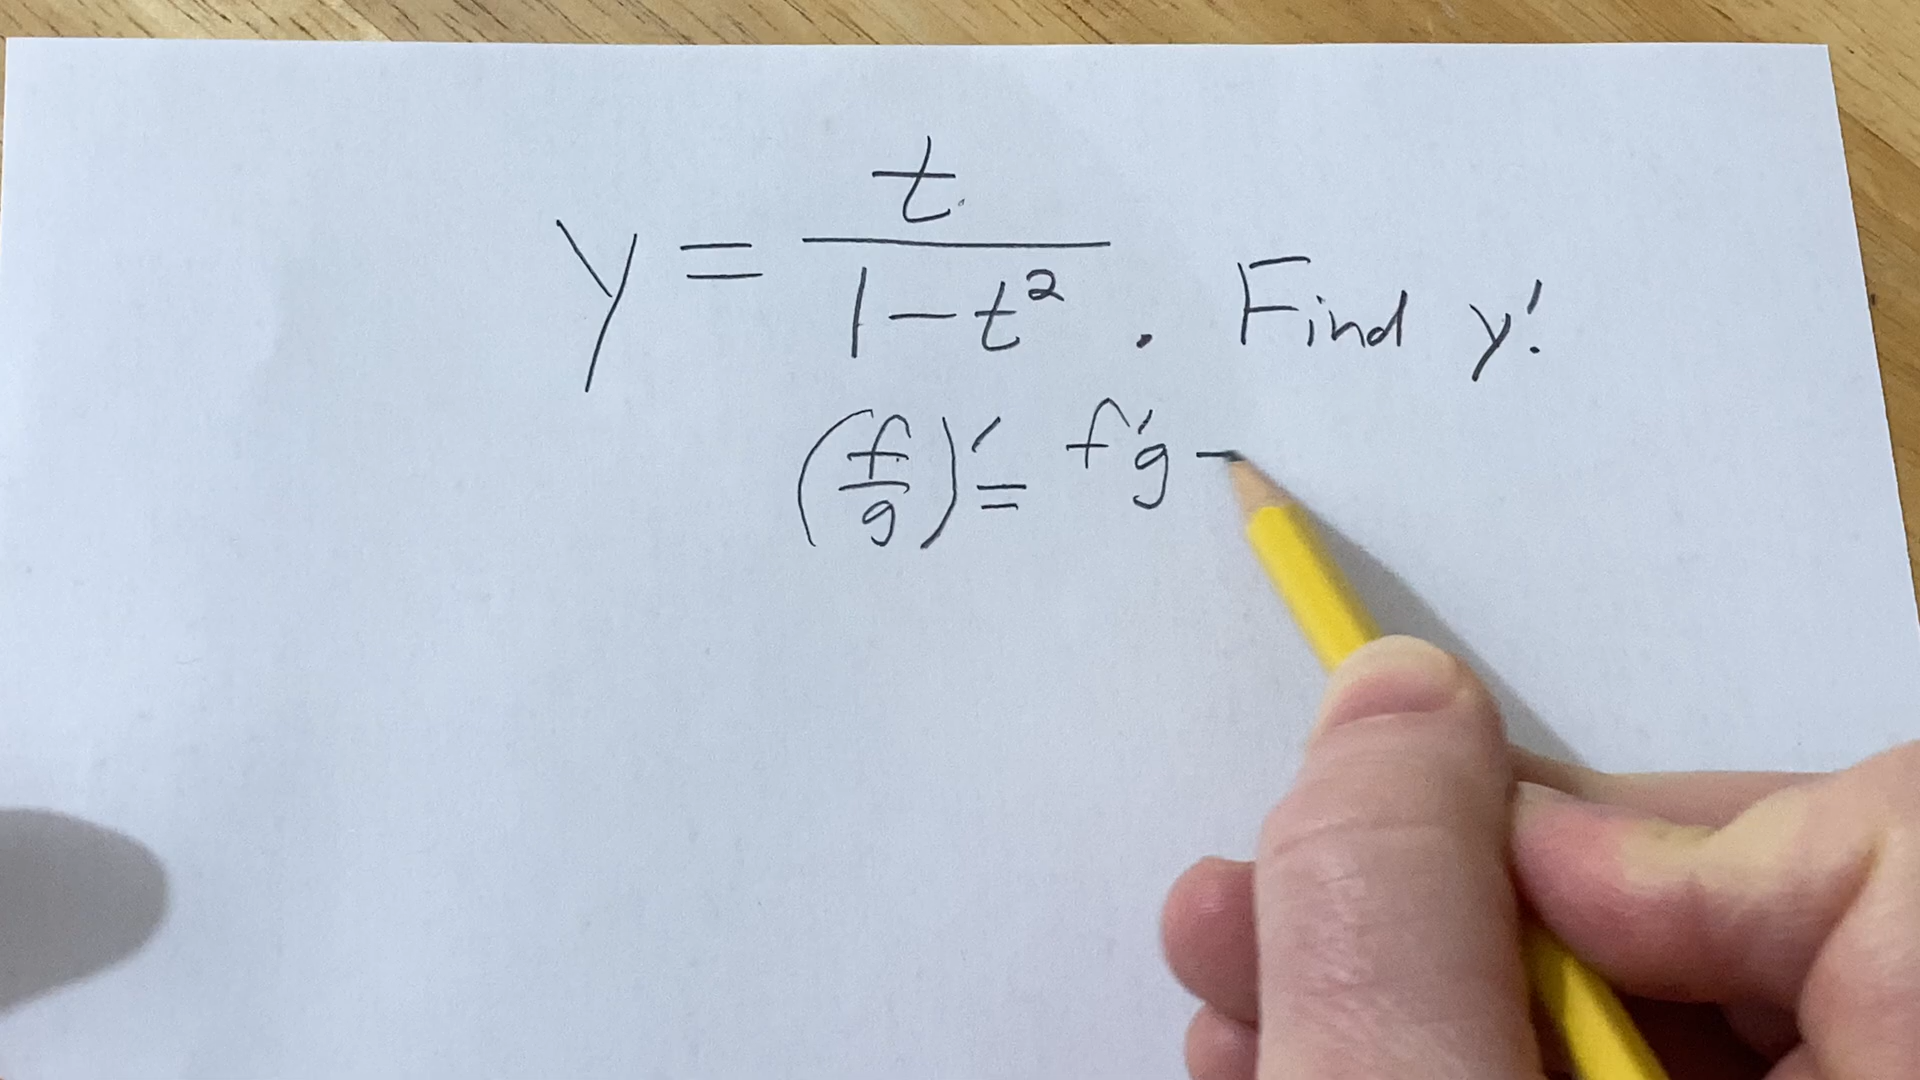 y = t / (1 - t²) . Find y'.
(f/g)' = f'g -